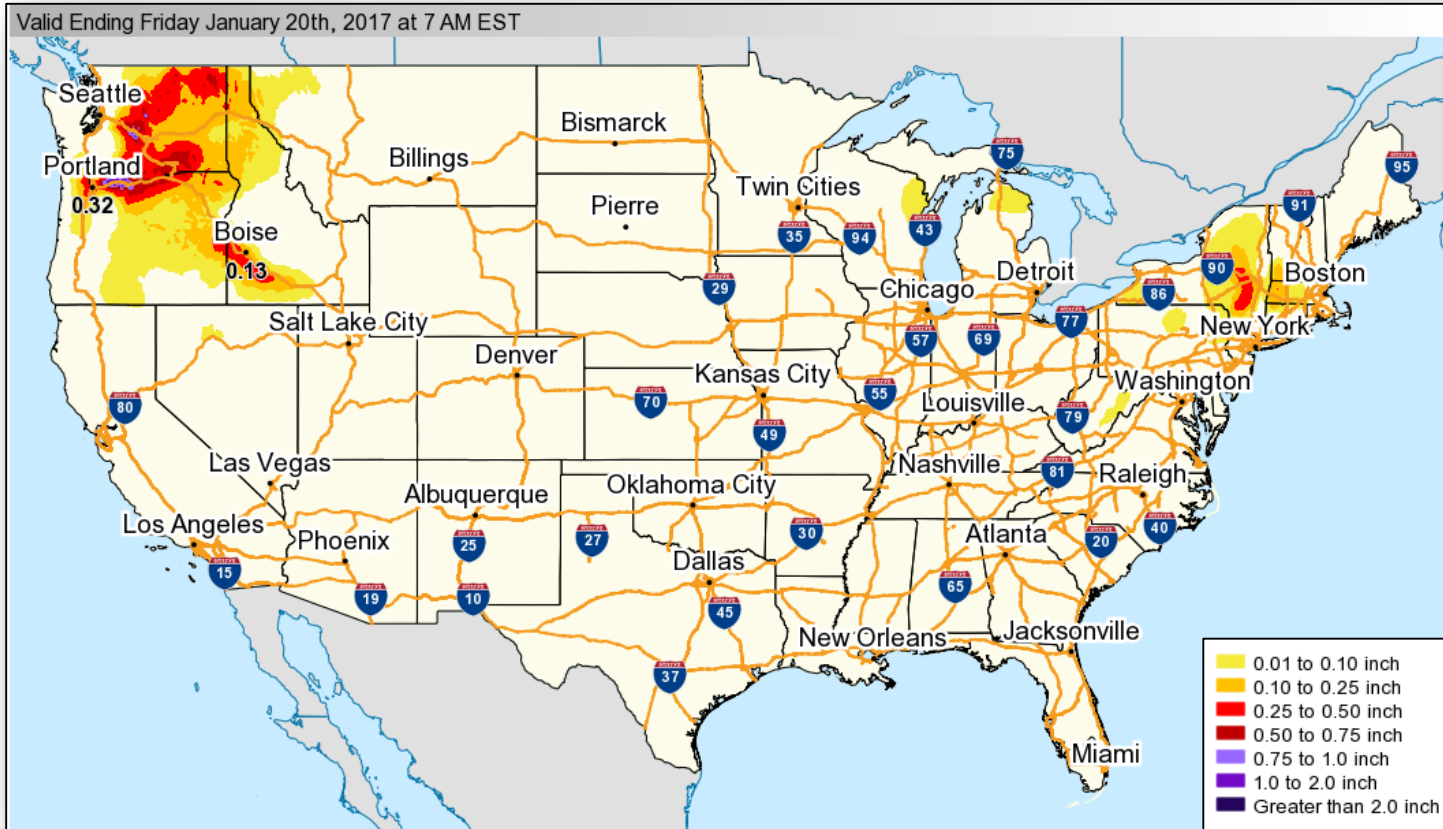 Valid Ending Friday January 20th, 2017 at 7 AM EST
Seattle
Bismarck
75
95
Portland
Billings
Twin Cities
91
0.32
Pierre
35
94
43
Boise
0.13
90
Detroit
Boston
29
Chicago
86
Salt Lake City
57
69
77
New York
Denver
Kansas City
Washington
80
70
55
Louisville
79
49
Las Vegas
Nashville
81
Raleigh
Albuquerque
Oklahoma City
Los Angeles
Phoenix
25
27
30
Atlanta
20
40
15
Dallas
19
10
45
65
New Orleans
Jacksonville
37
Miami
0.01 to 0.10 inch
0.10 to 0.25 inch
0.25 to 0.50 inch
0.50 to 0.75 inch
0.75 to 1.0 inch
1.0 to 2.0 inch
Greater than 2.0 inch